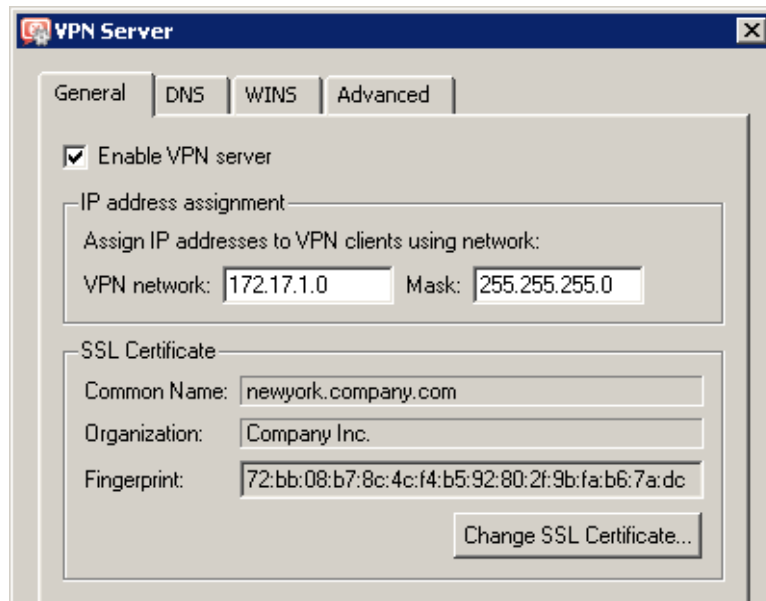 VPN Server
General DNS WINS Advanced
Enable VPN server
IP address assignment
Assign IP addresses to VPN clients using network:
VPN network: 172.17.1.0 Mask: 255.255.255.0
SSL Certificate
Common Name: newyork.company.com
Organization: Company Inc.
Fingerprint: 72:bb:08:b7:8c:4c:f4:b5:92:80:2f:9b:fa:b6:7a:dc
Change SSL Certificate...